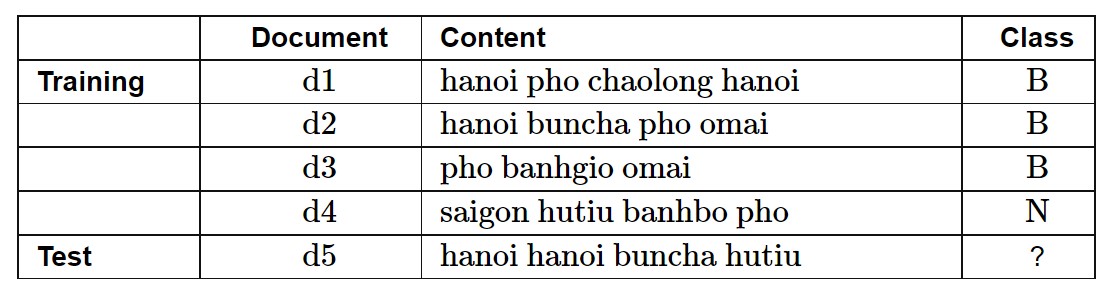 Document Content Class
Training d1 hanoi pho chaolong hanoi B
d2 hanoi buncha pho omai B
d3 pho banhgio omai B
d4 saigon hutiu banhbo pho N
Test d5 hanoi hanoi buncha hutiu ?